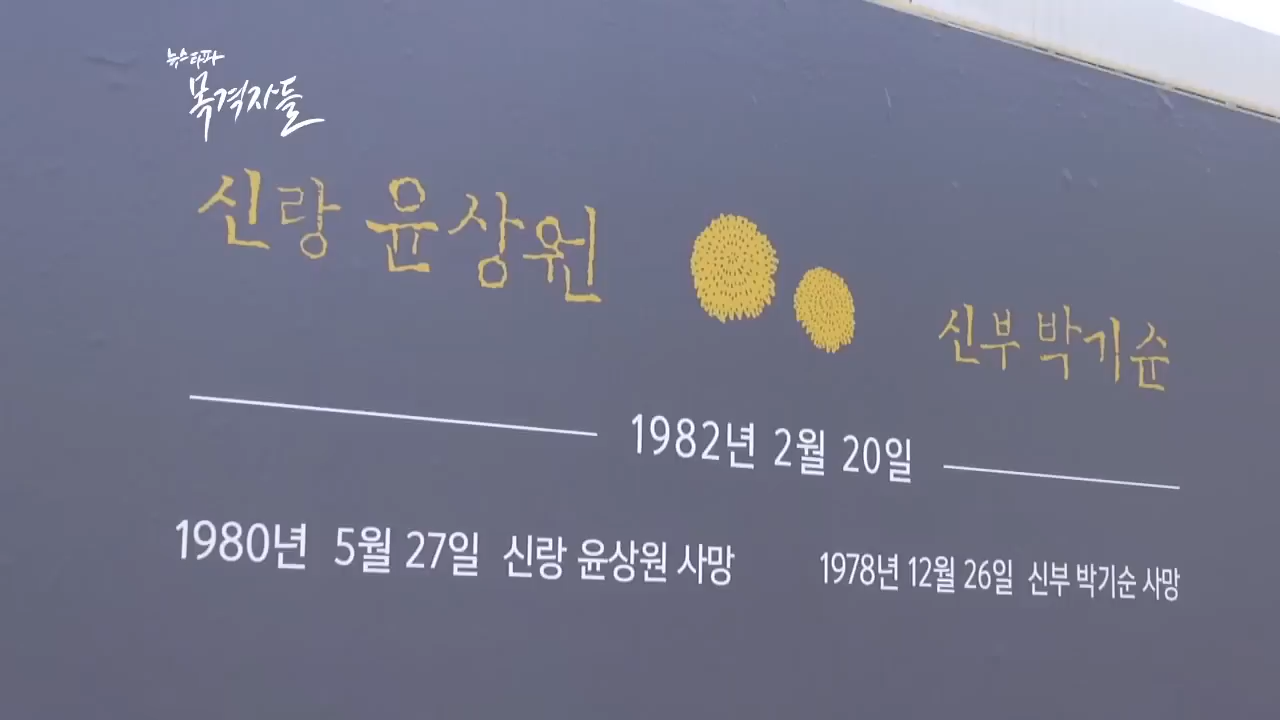 뉴스타파
목격자들
신랑 윤상원
신부 박기순
1982년 2월 20일
1980년 5월 27일 신랑 윤상원 사망
1978년 12월 26일 신부 박기순 사망